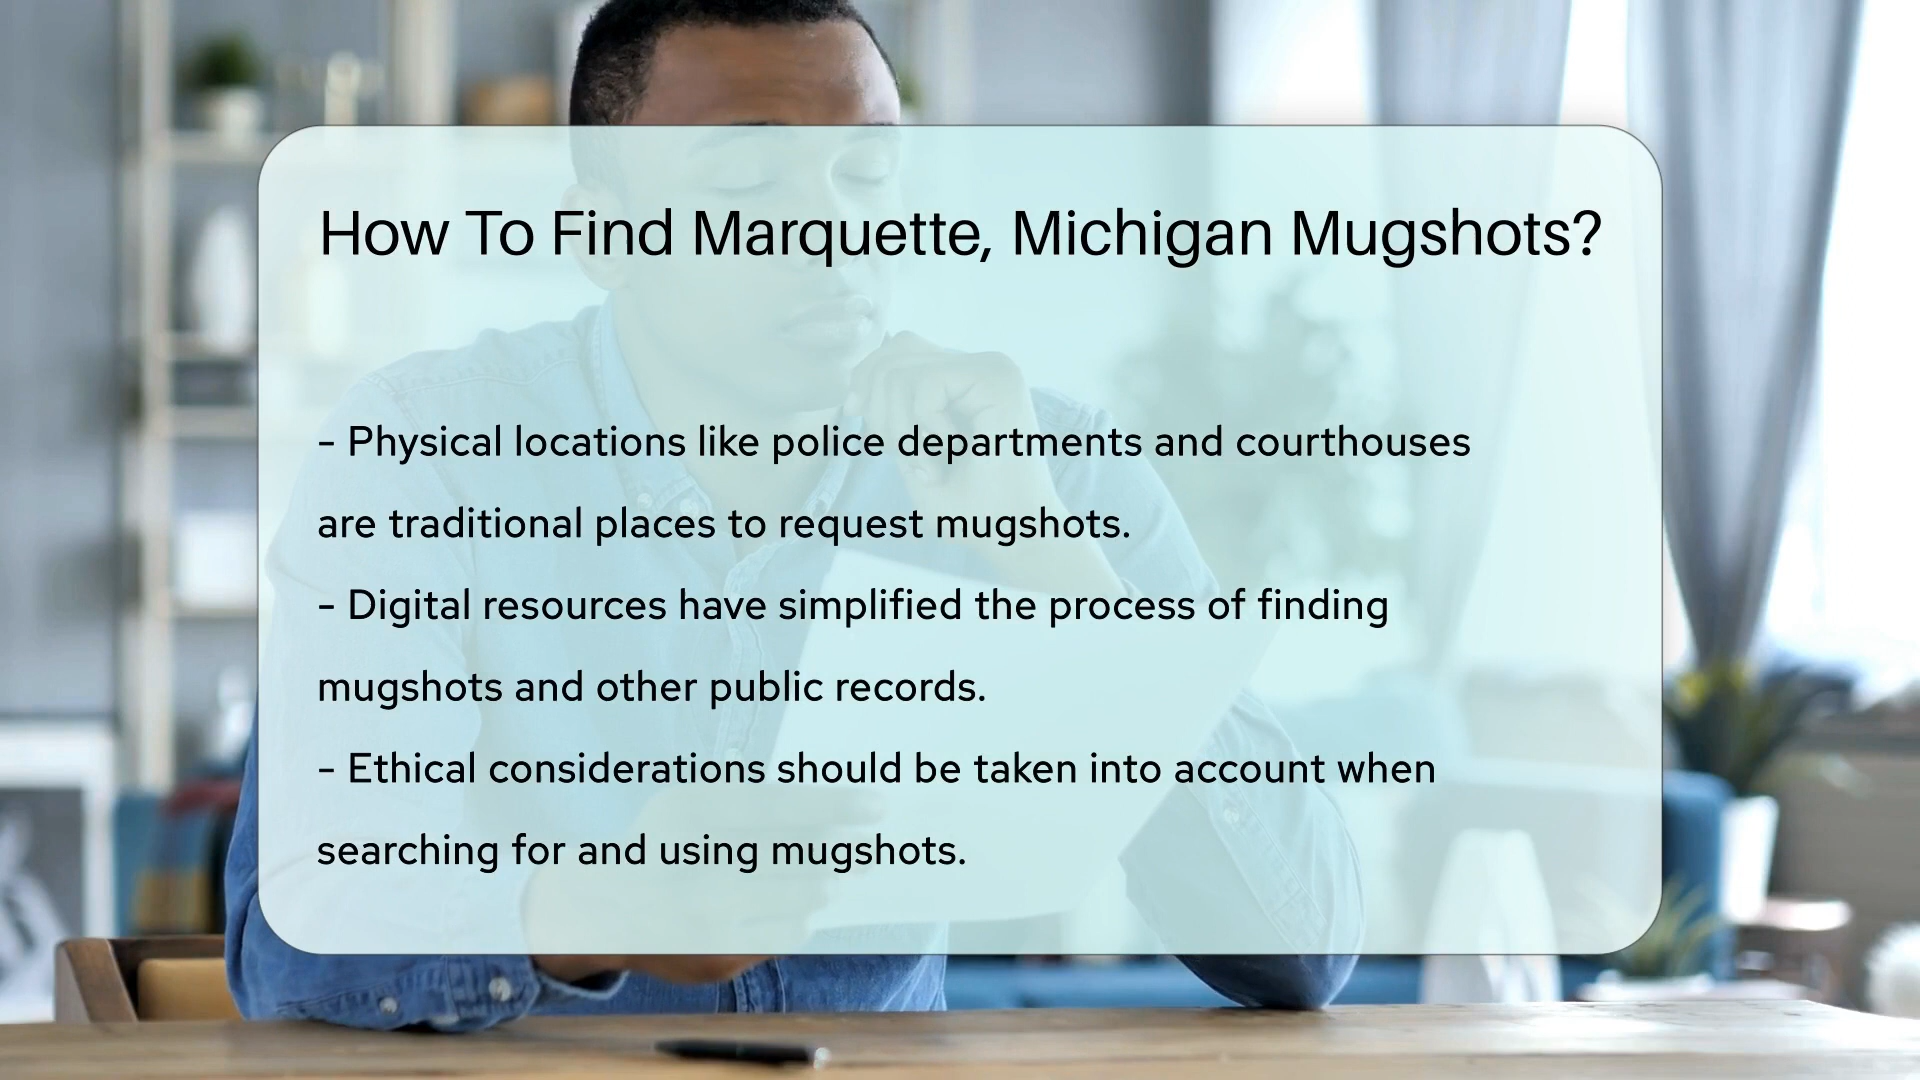 How To Find Marquette, Michigan Mugshots?
– Physical locations like police departments and courthouses
are traditional places to request mugshots.
– Digital resources have simplified the process of finding
mugshots and other public records.
– Ethical considerations should be taken into account when
searching for and using mugshots.